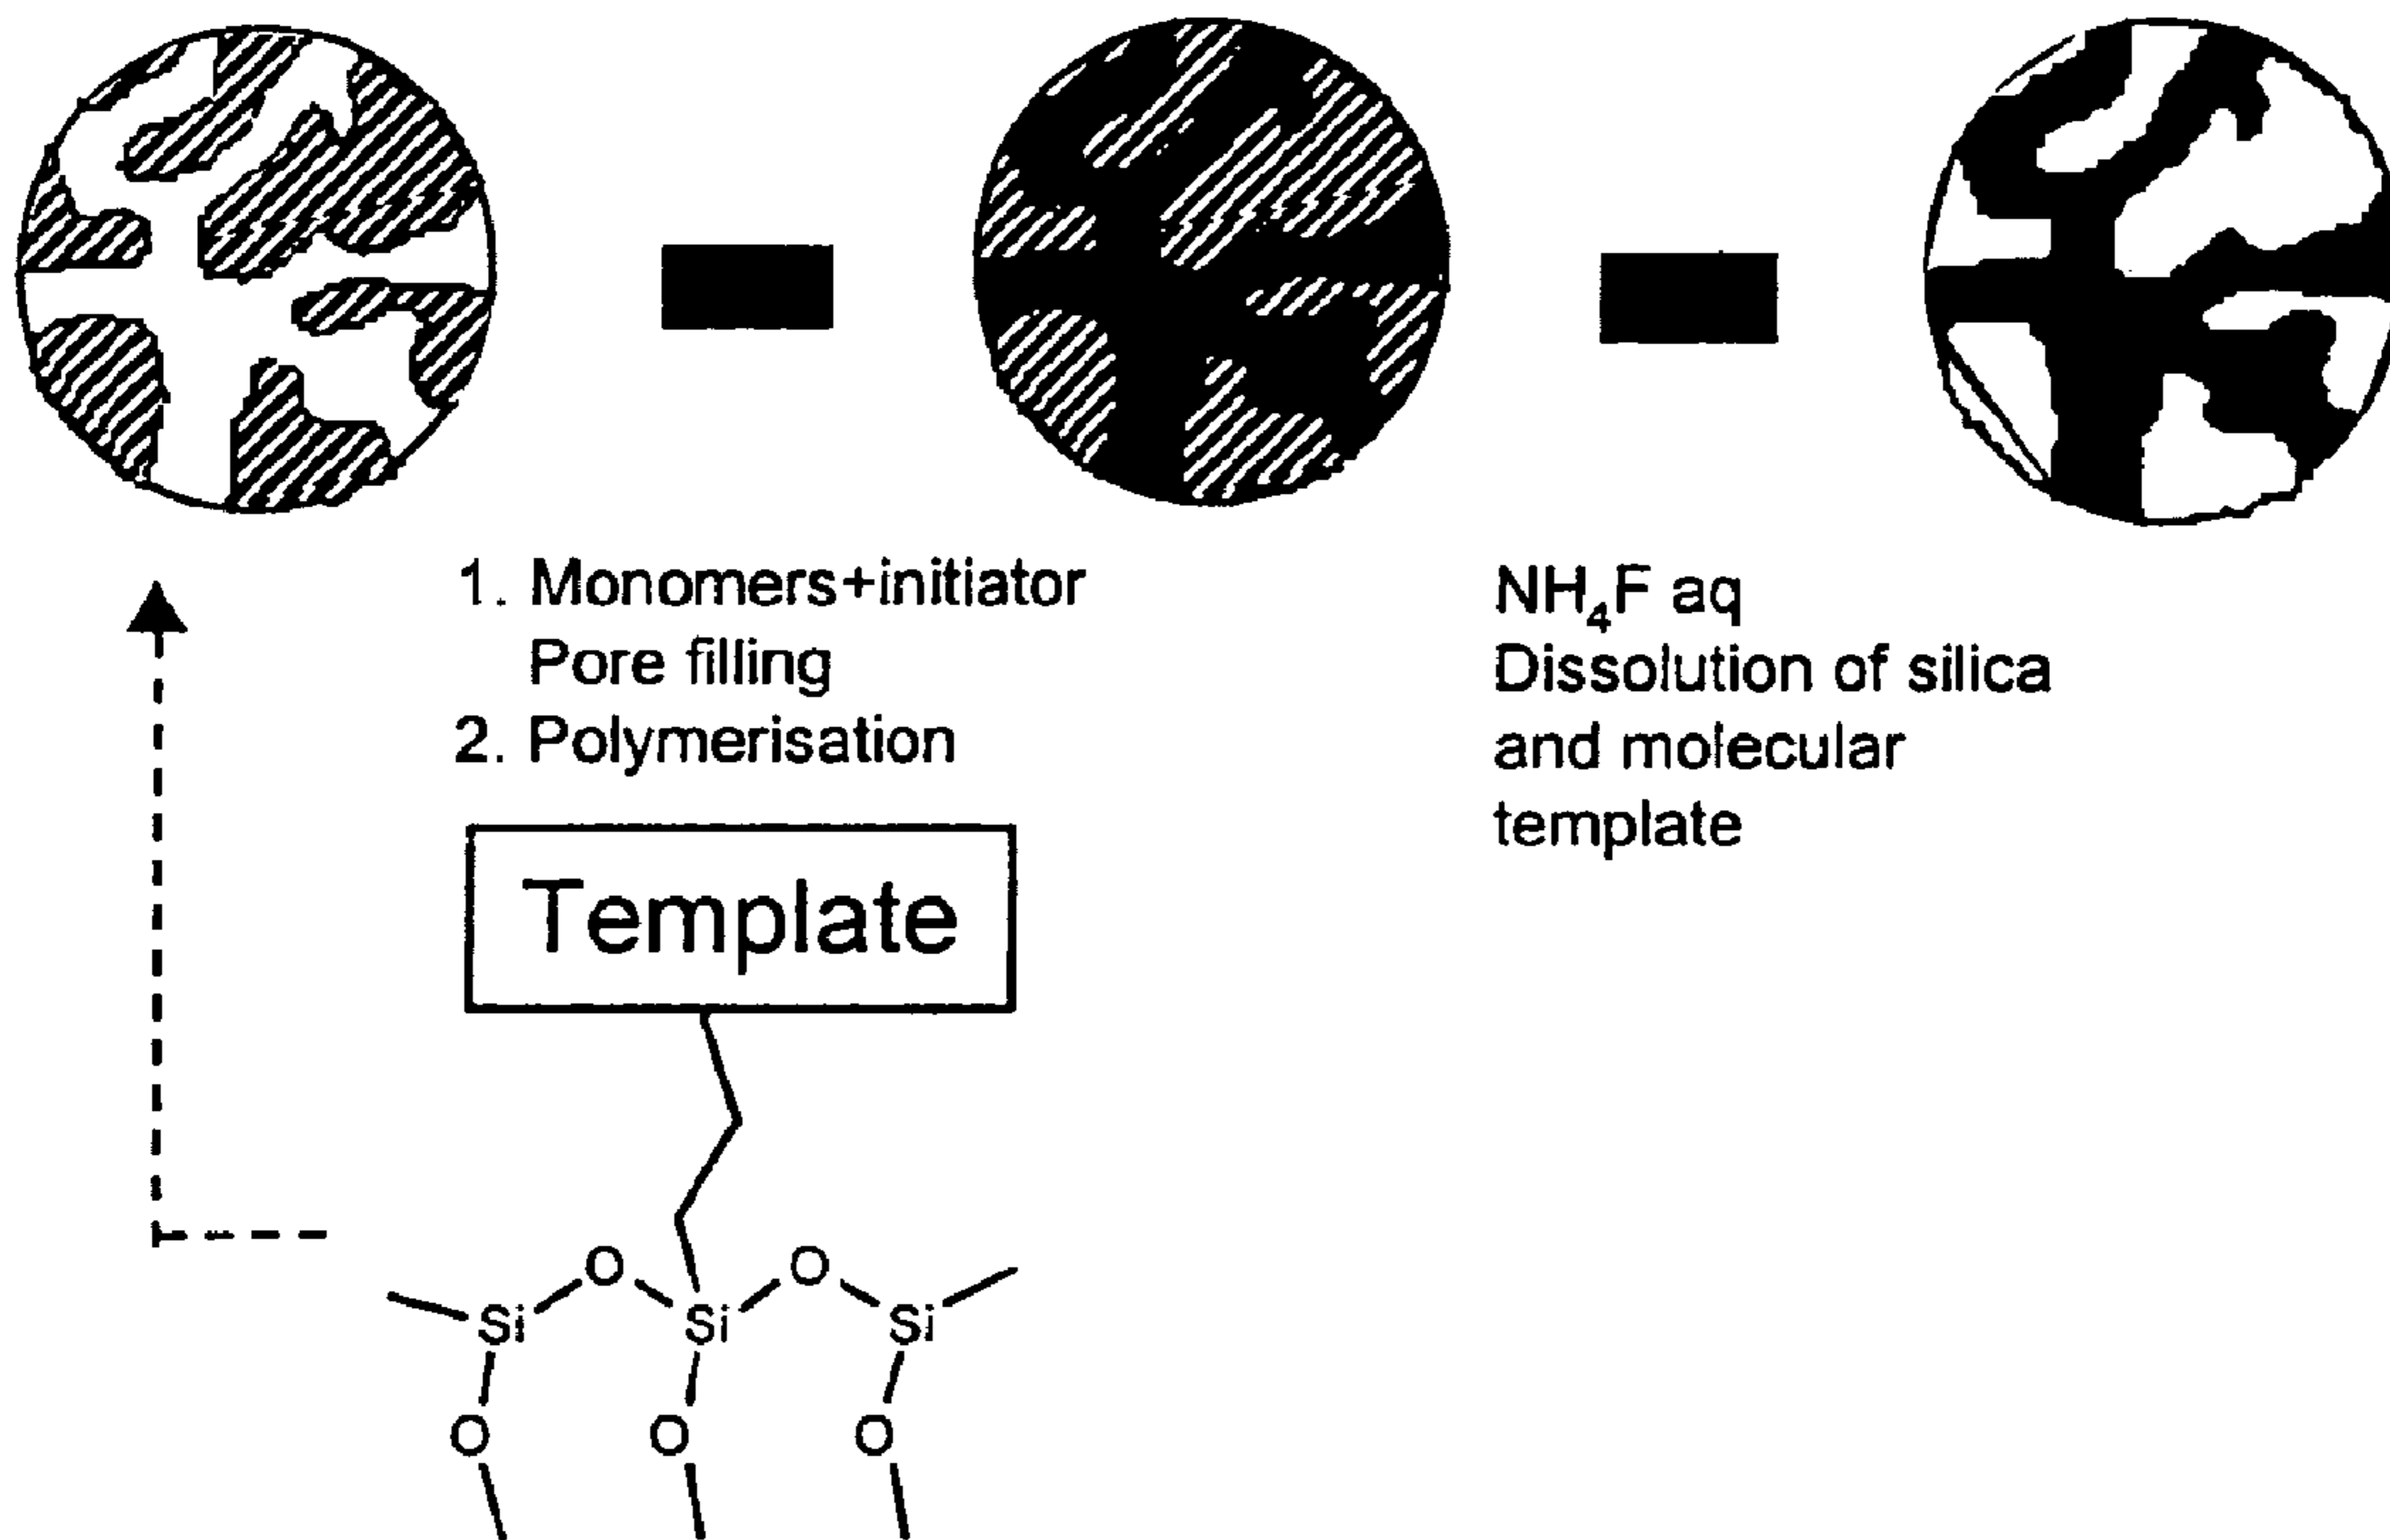 1. Monomers+initiator
Pore filling
2. Polymerisation
NH₄F aq
Dissolution of silica
and molecular
template
Template
O O
Si Si Si
O O O